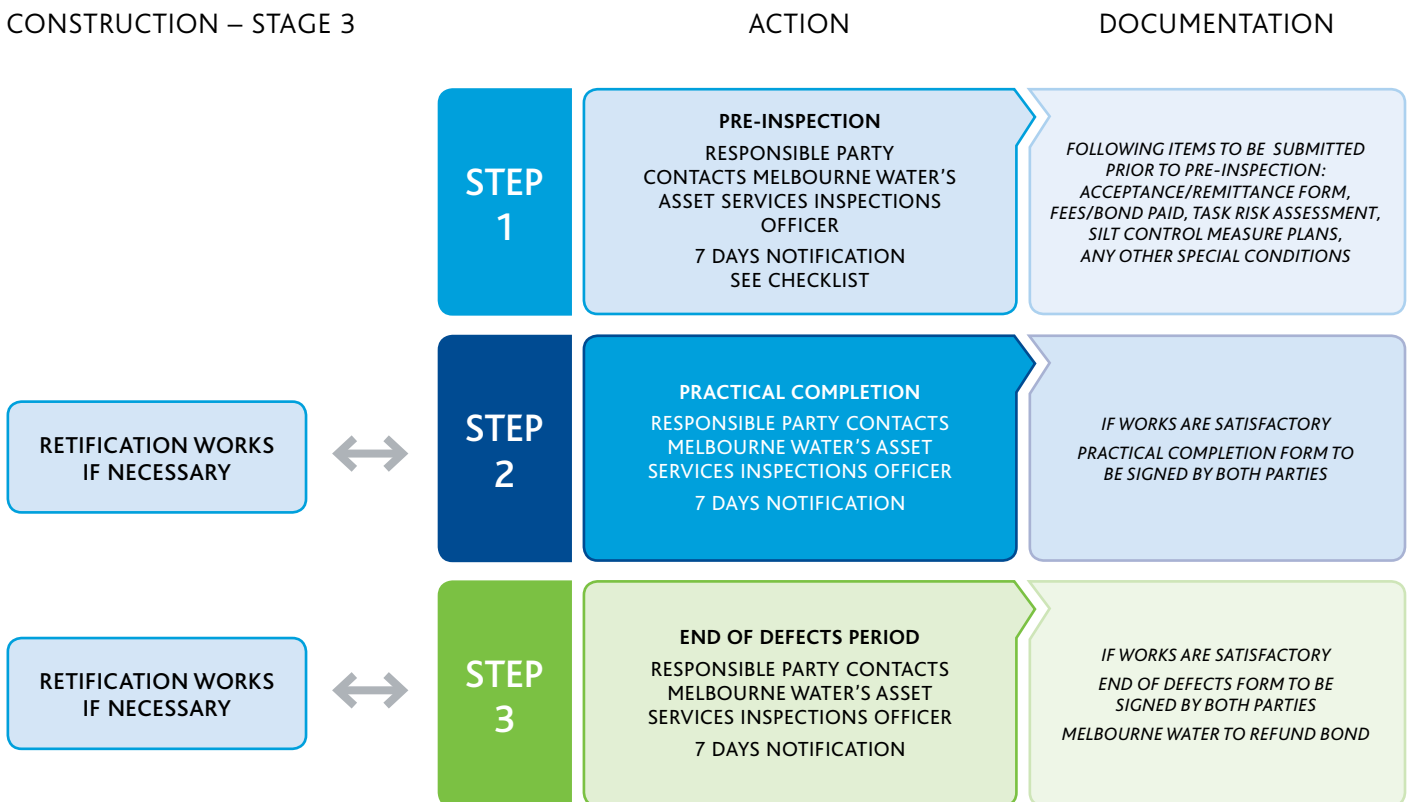 CONSTRUCTION – STAGE 3
ACTION
DOCUMENTATION
STEP
1
PRE-INSPECTION
RESPONSIBLE PARTY
CONTACTS MELBOURNE WATER’S
ASSET SERVICES INSPECTIONS
OFFICER
7 DAYS NOTIFICATION
SEE CHECKLIST
FOLLOWING ITEMS TO BE SUBMITTED
PRIOR TO PRE-INSPECTION:
ACCEPTANCE/REMITTANCE FORM,
FEES/BOND PAID, TASK RISK ASSESSMENT,
SILT CONTROL MEASURE PLANS,
ANY OTHER SPECIAL CONDITIONS
RETIFICATION WORKS
IF NECESSARY
STEP
2
PRACTICAL COMPLETION
RESPONSIBLE PARTY CONTACTS
MELBOURNE WATER’S ASSET
SERVICES INSPECTIONS OFFICER
7 DAYS NOTIFICATION
IF WORKS ARE SATISFACTORY
PRACTICAL COMPLETION FORM TO
BE SIGNED BY BOTH PARTIES
RETIFICATION WORKS
IF NECESSARY
STEP
3
END OF DEFECTS PERIOD
RESPONSIBLE PARTY CONTACTS
MELBOURNE WATER’S ASSET
SERVICES INSPECTIONS OFFICER
7 DAYS NOTIFICATION
IF WORKS ARE SATISFACTORY
END OF DEFECTS FORM TO BE
SIGNED BY BOTH PARTIES
MELBOURNE WATER TO REFUND BOND